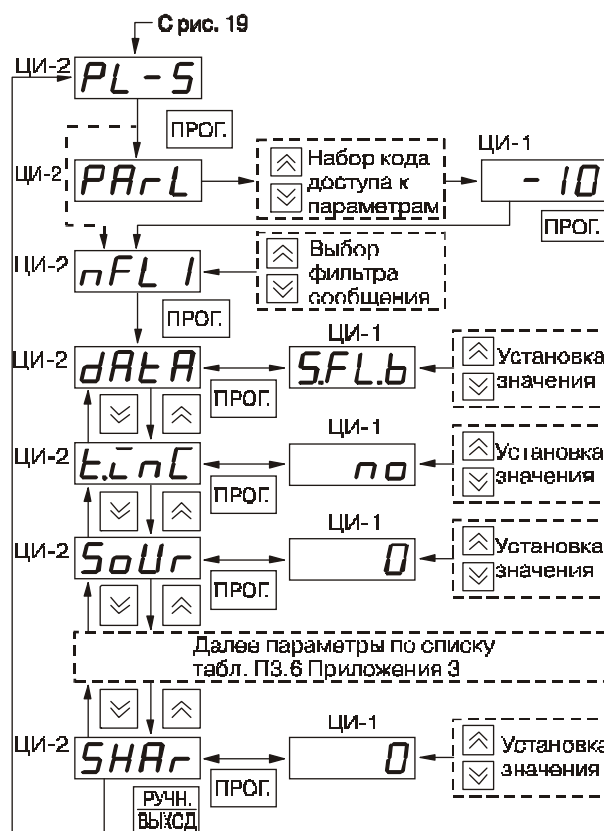 С рис. 19
ЦИ-2
PL-S
ПРОГ.
ЦИ-2
PArL
Набор кода
доступа к
параметрам
ЦИ-1
-10
ПРОГ.
ЦИ-2
nFL1
Выбор
фильтра
сообщения
ПРОГ.
ЦИ-2
dAtA
ПРОГ.
ЦИ-1
S.FL.b
Установка
значения
ЦИ-2
t.inC
ПРОГ.
ЦИ-1
no
Установка
значения
ЦИ-2
SoUr
ПРОГ.
ЦИ-1
0
Установка
значения
Далее параметры по списку
табл. П3.6 Приложения 3
ЦИ-2
SHAr
ПРОГ.
ЦИ-1
0
Установка
значения
РУЧН.
ВЫХОД